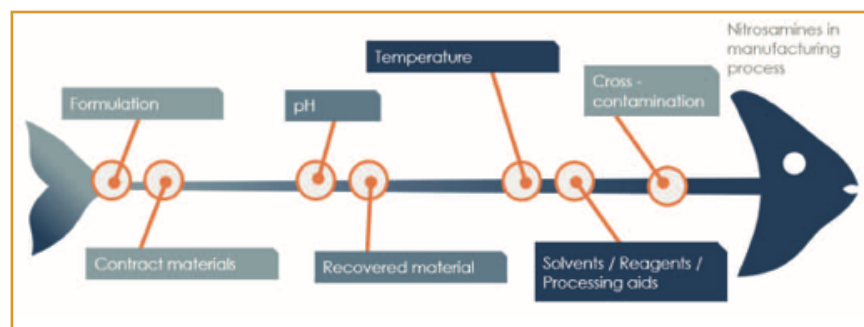 Nitrosamines in
manufacturing
process
Temperature
Cross -
contamination
Formulation
pH
Contract materials
Recovered material
Solvents / Reagents /
Processing aids